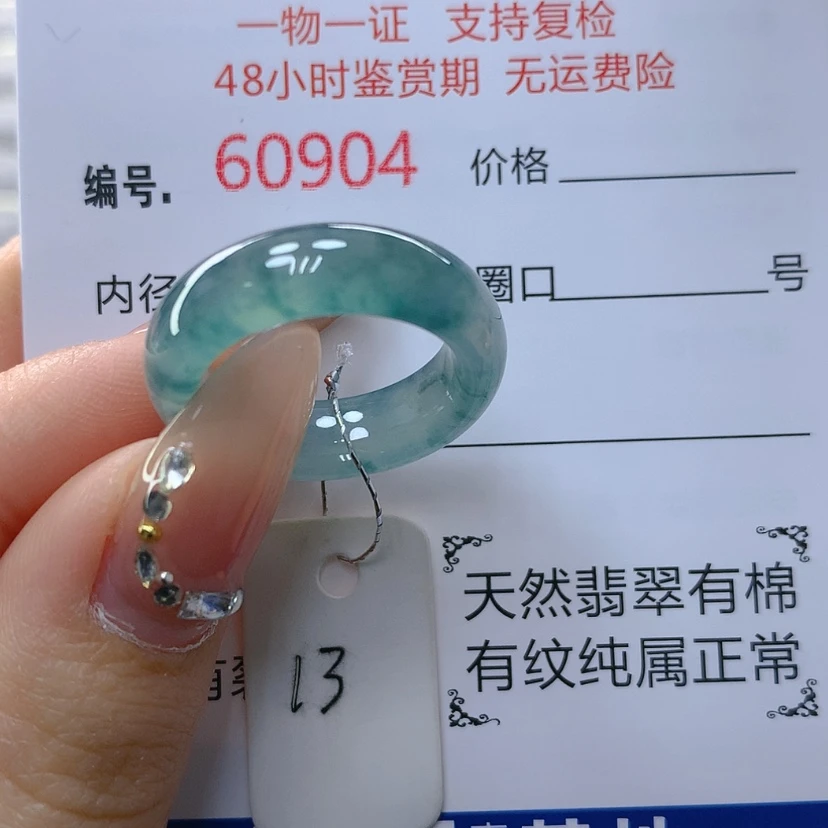 一物一证 支持复检
48小时鉴赏期 无运费险
编号. 60904 价格
内径 圈口 号
天然翡翠有棉
有纹纯属正常
13